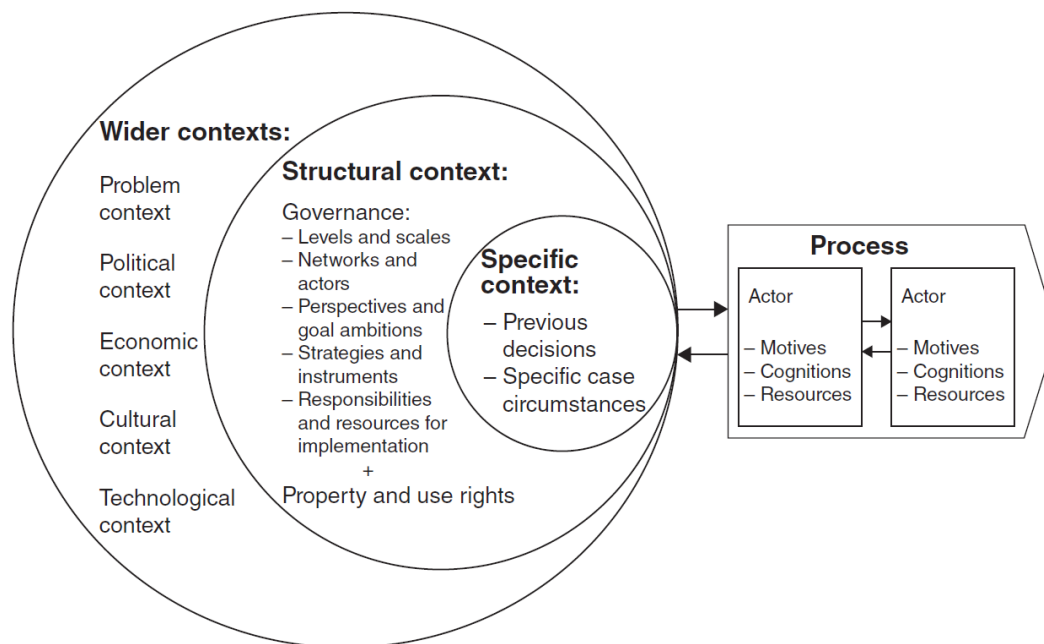 Wider contexts:
Problem
context
Political
context
Economic
context
Cultural
context
Technological
context
Structural context:
Governance:
– Levels and scales
– Networks and
actors
– Perspectives and
goal ambitions
– Strategies and
instruments
– Responsibilities
and resources for
implementation
+
Property and use rights
Specific
context:
– Previous
decisions
– Specific case
circumstances
Process
Actor
– Motives
– Cognitions
– Resources
Actor
– Motives
– Cognitions
– Resources